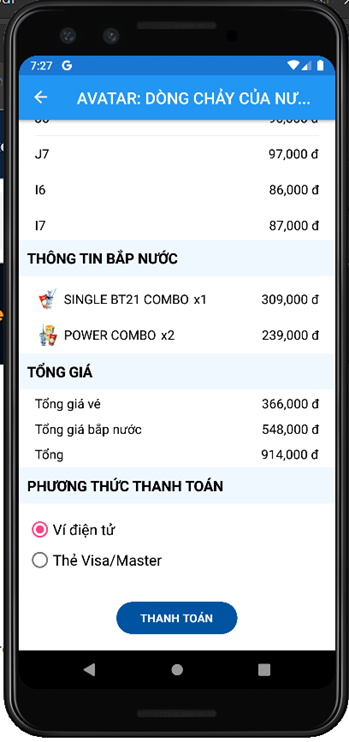 7:27 G
AVATAR: DÒNG CHẢY CỦA NƯ...
J7 97,000 đ
I6 86,000 đ
I7 87,000 đ
THÔNG TIN BẮP NƯỚC
SINGLE BT21 COMBO x1 309,000 đ
POWER COMBO x2 239,000 đ
TỔNG GIÁ
Tổng giá vé 366,000 đ
Tổng giá bắp nước 548,000 đ
Tổng 914,000 đ
PHƯƠNG THỨC THANH TOÁN
Ví điện tử
Thẻ Visa/Master
THANH TOÁN